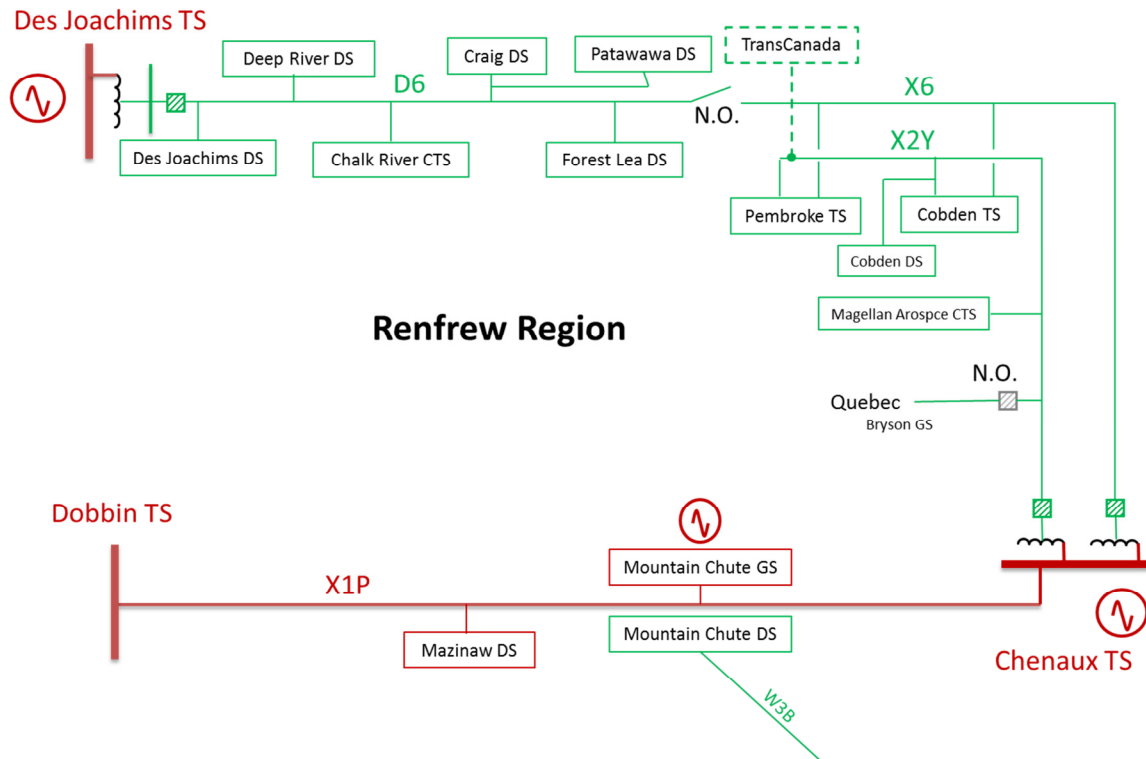 Des Joachims TS
Deep River DS
Craig DS
Patawawa DS
TransCanada
D6
X6
N.O.
Des Joachims DS
Chalk River CTS
Forest Lea DS
X2Y
Pembroke TS
Cobden TS
Cobden DS
Magellan Arospce CTS
Renfrew Region
N.O.
Quebec
Bryson GS
Dobbin TS
X1P
Mountain Chute GS
Mazinaw DS
Mountain Chute DS
Chenaux TS
W3B